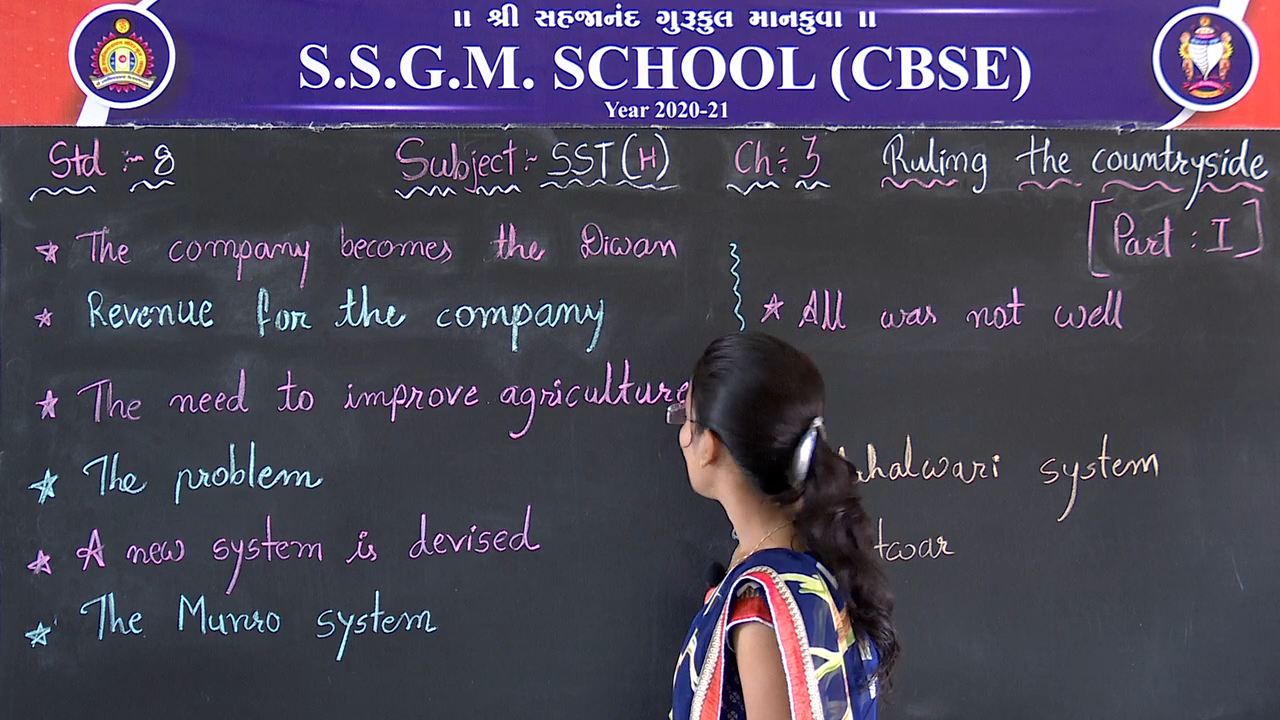 ॥ શ્રી સહજાનંદ ગુરૂકુલ માનકુવા ॥
S.S.G.M. SCHOOL (CBSE)
Year 2020-21
Std :- 8 Subject :- SST (H) Ch : 3 Ruling the countryside
[Part : I]
* The company becomes the Diwan
* Revenue for the company
* The need to improve agriculture
* The problem
* A new system is devised
* The Munro system
* All was not well
system